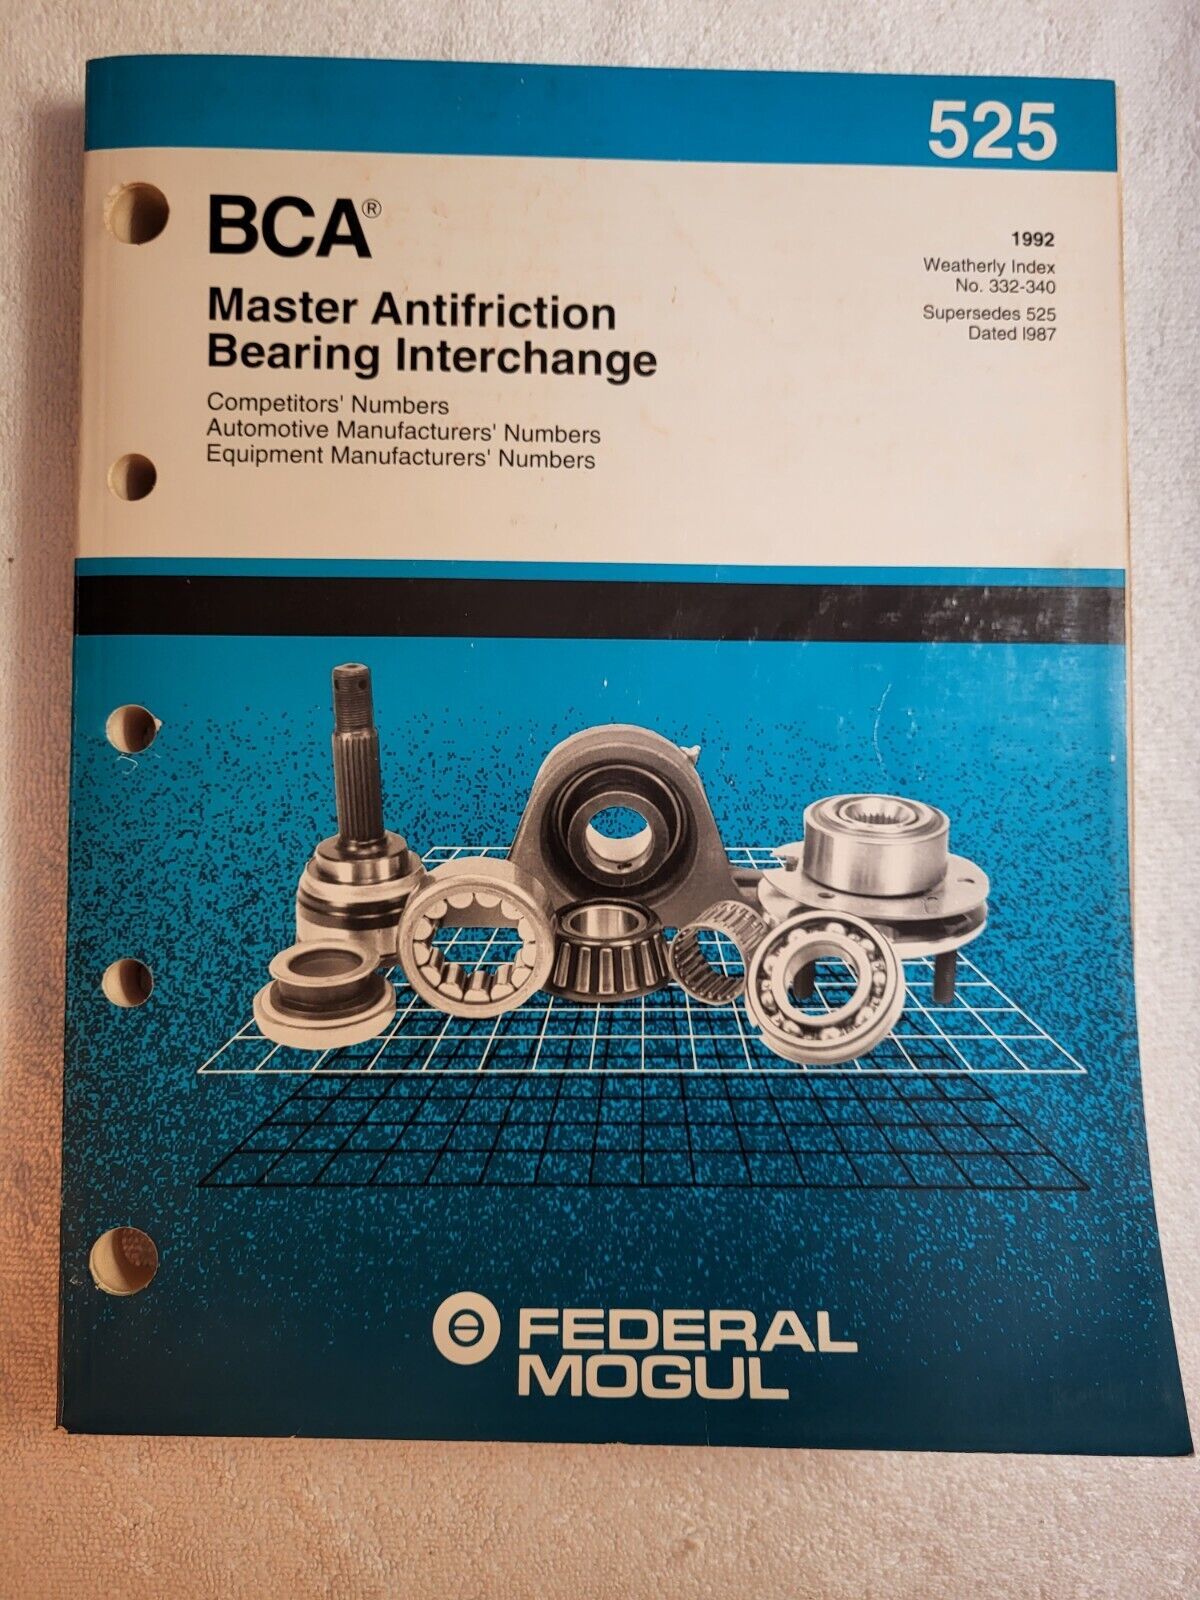 525
BCA®
1992
Weatherly Index
No. 332-340
Supersedes 525
Dated l987
Master Antifriction
Bearing Interchange
Competitors' Numbers
Automotive Manufacturers' Numbers
Equipment Manufacturers' Numbers
FEDERAL
MOGUL